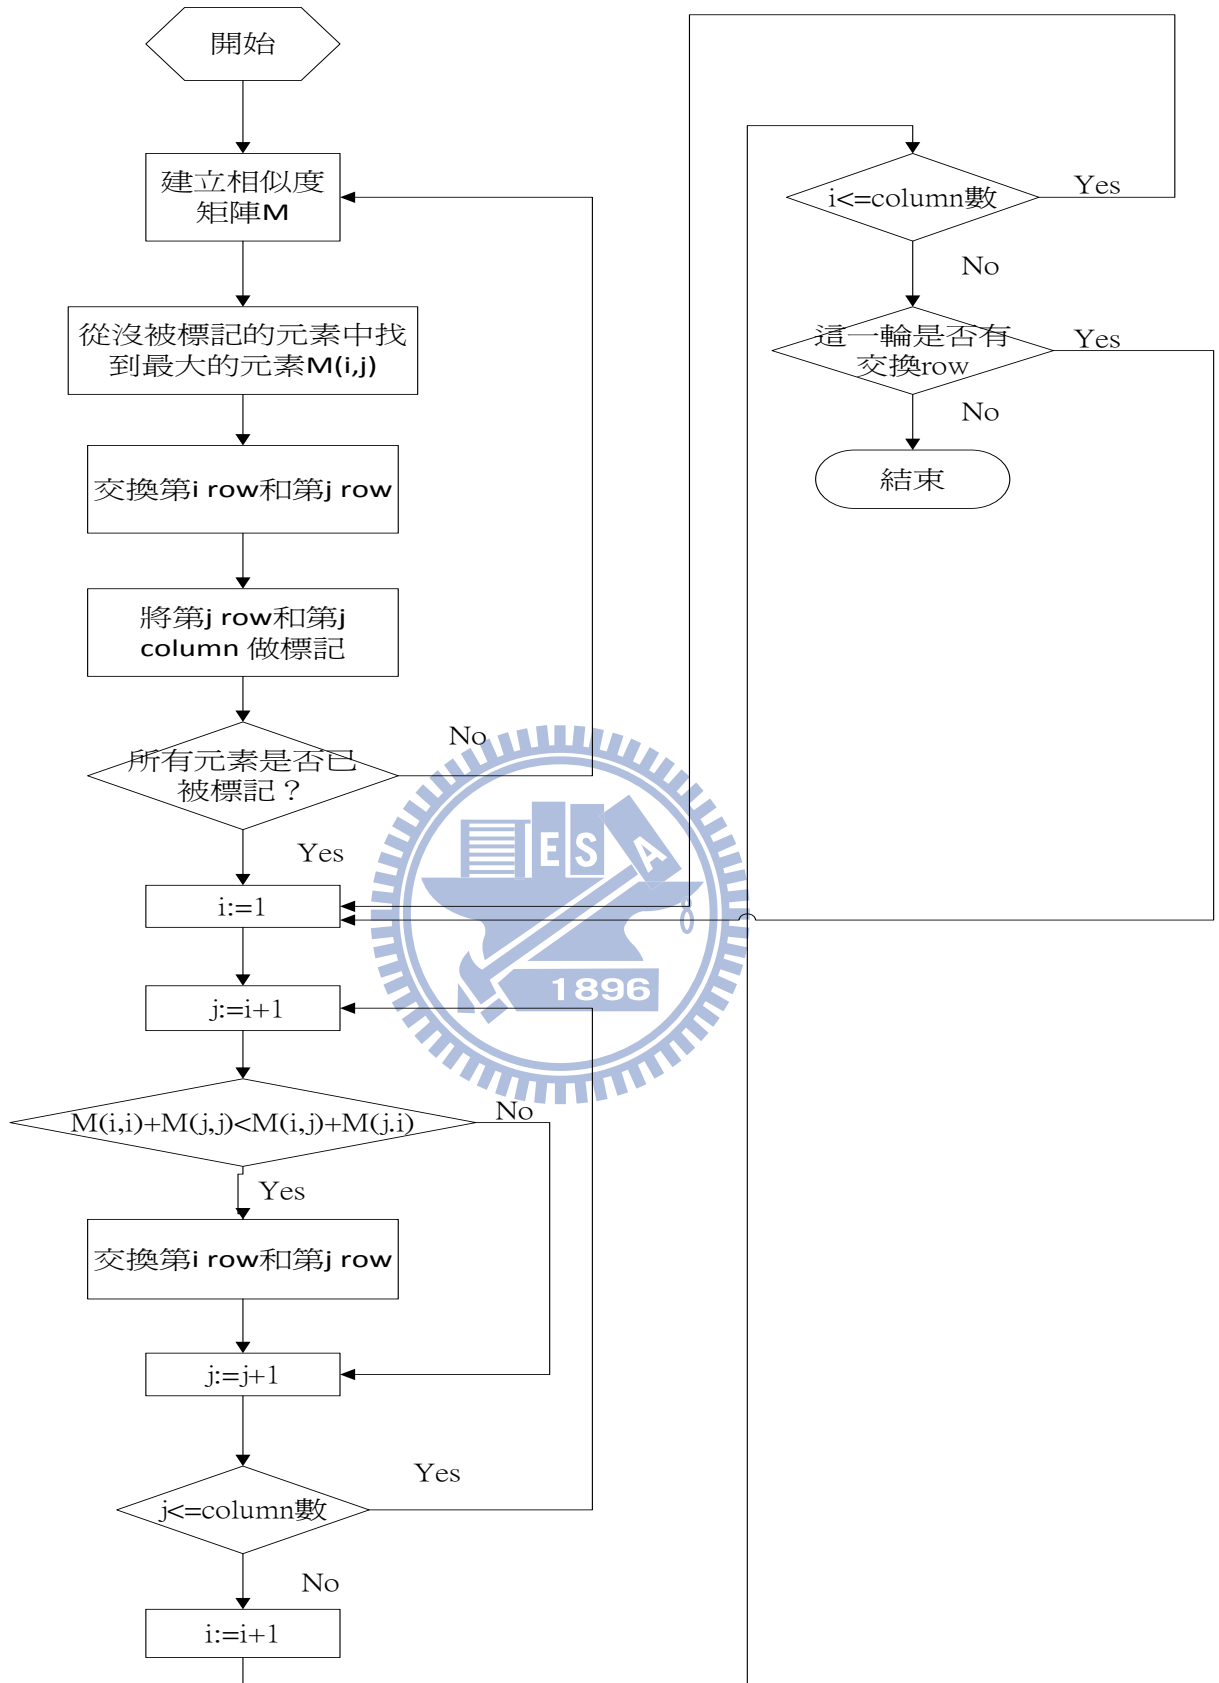 開始
建立相似度
矩陣M
從沒被標記的元素中找
到最大的元素M(i,j)
交換第i row和第j row
將第j row和第j
column 做標記
所有元素是否已
被標記？
No
Yes
i:=1
j:=i+1
M(i,i)+M(j,j)<M(i,j)+M(j.i)
No
Yes
交換第i row和第j row
j:=j+1
j<=column數
Yes
No
i:=i+1
i<=column數
Yes
No
這一輪是否有
交換row
Yes
No
結束
E S A
1896